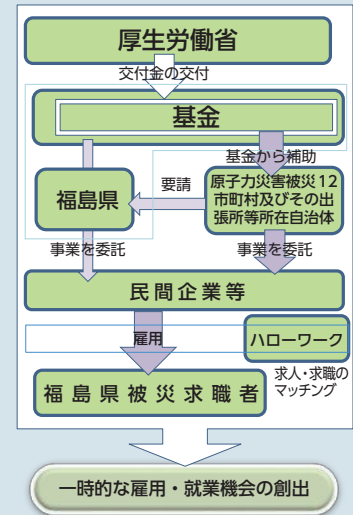 厚生労働省
交付金の交付
基金
基金から補助
福島県
要請
原子力災害被災12
市町村及びその出
張所等所在自治体
事業を委託
事業を委託
民間企業等
雇用
ハローワーク
求人・求職の
マッチング
福島県被災求職者
一時的な雇用・就業機会の創出